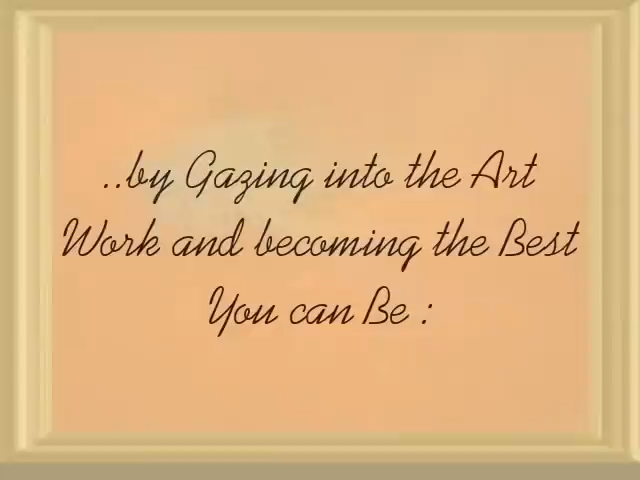 ..by Gazing into the Art
Work and becoming the Best
You can Be :